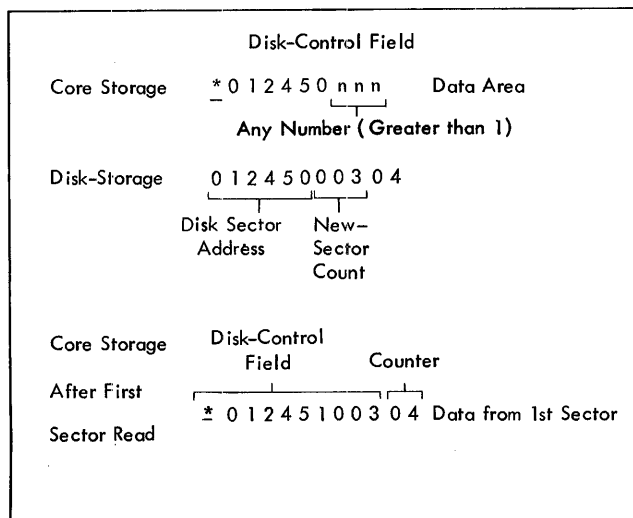 Disk-Control Field
Core Storage * 0 1 2 4 5 0 n n n Data Area
Any Number (Greater than 1)
Disk-Storage 0 1 2 4 5 0 0 0 3 0 4
Disk Sector New-
Address Sector
Count
Core Storage Disk-Control
Field Counter
After First
* 0 1 2 4 5 1 0 0 3 0 4 Data from 1st Sector
Sector Read